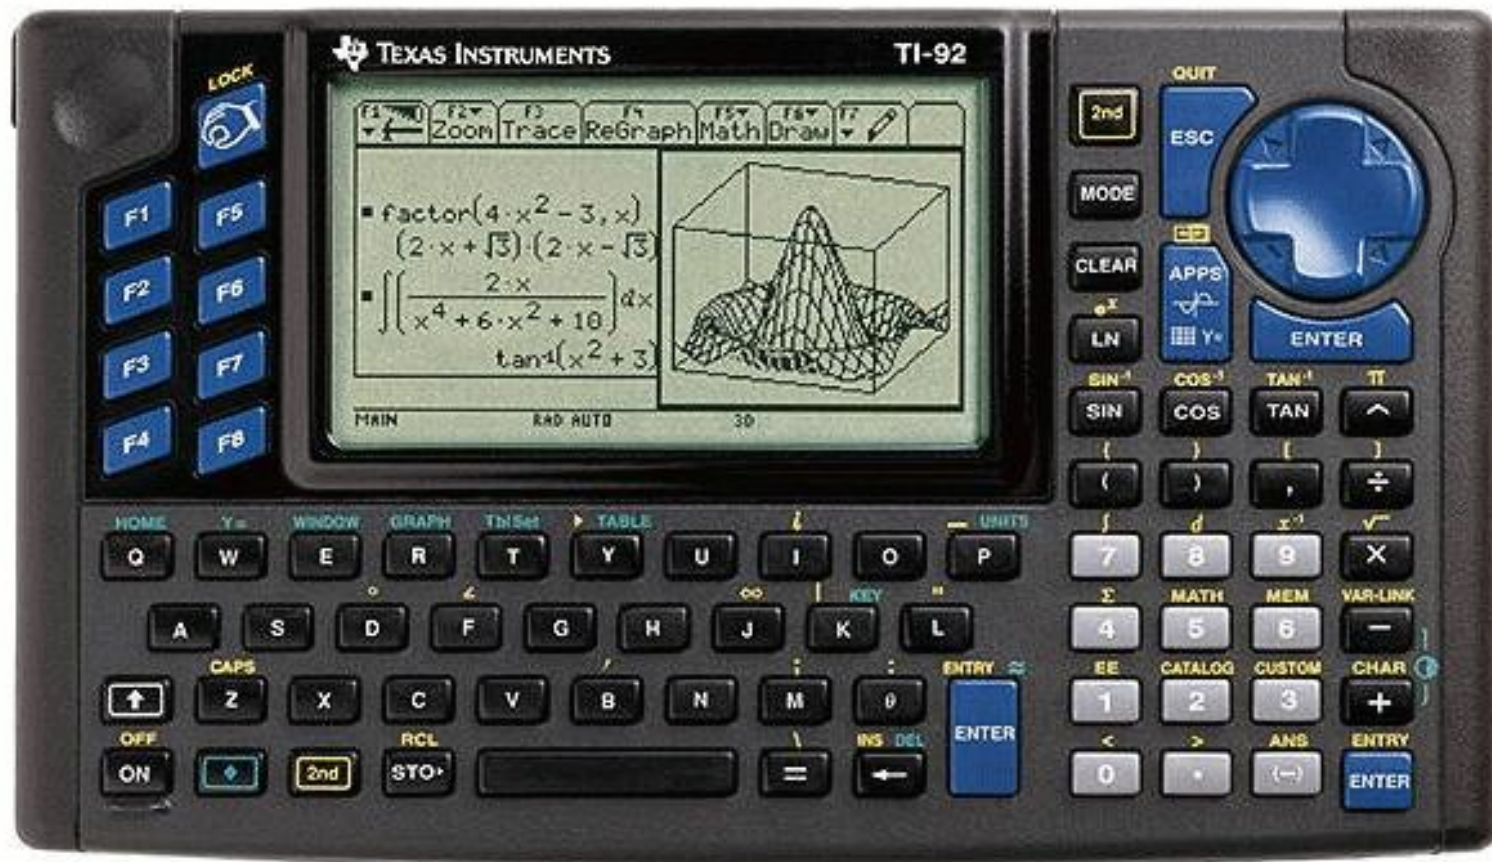 TEXAS INSTRUMENTS TI-92
F1 F2 F3 F4 F5 F6 F7
Zoom Trace ReGraph Math Draw
factor(4·x² - 3, x)
(2·x + √3)·(2·x - √3)
∫(2·x / (x⁴ + 6·x² + 10))dx
tan⁻¹(x² + 3)
MAIN RAD AUTO 3D
LOCK
F1 F5
F2 F6
F3 F7
F4 F8
QUIT
2nd ESC
MODE
CLEAR APPS
eˣ
LN Y= ENTER
SIN⁻¹ COS⁻¹ TAN⁻¹ π
SIN COS TAN ^
{ } [ ]
( ) , ÷
HOME Y= WINDOW GRAPH TblSet ▶ TABLE i _ UNITS
Q W E R T Y U I O P
∫ d x⁻¹ √
7 8 9 ×
° ∠ ∞ | KEY "
A S D F G H J K L
Σ MATH MEM VAR-LINK
4 5 6 −
CAPS ' ; : ENTRY ≈
↑ Z X C V B N M θ ENTER
EE CATALOG CUSTOM CHAR
1 2 3 +
OFF RCL \ INS DEL
ON ◆ 2nd STO▸ = ←
< > ANS ENTRY
0 . (−) ENTER